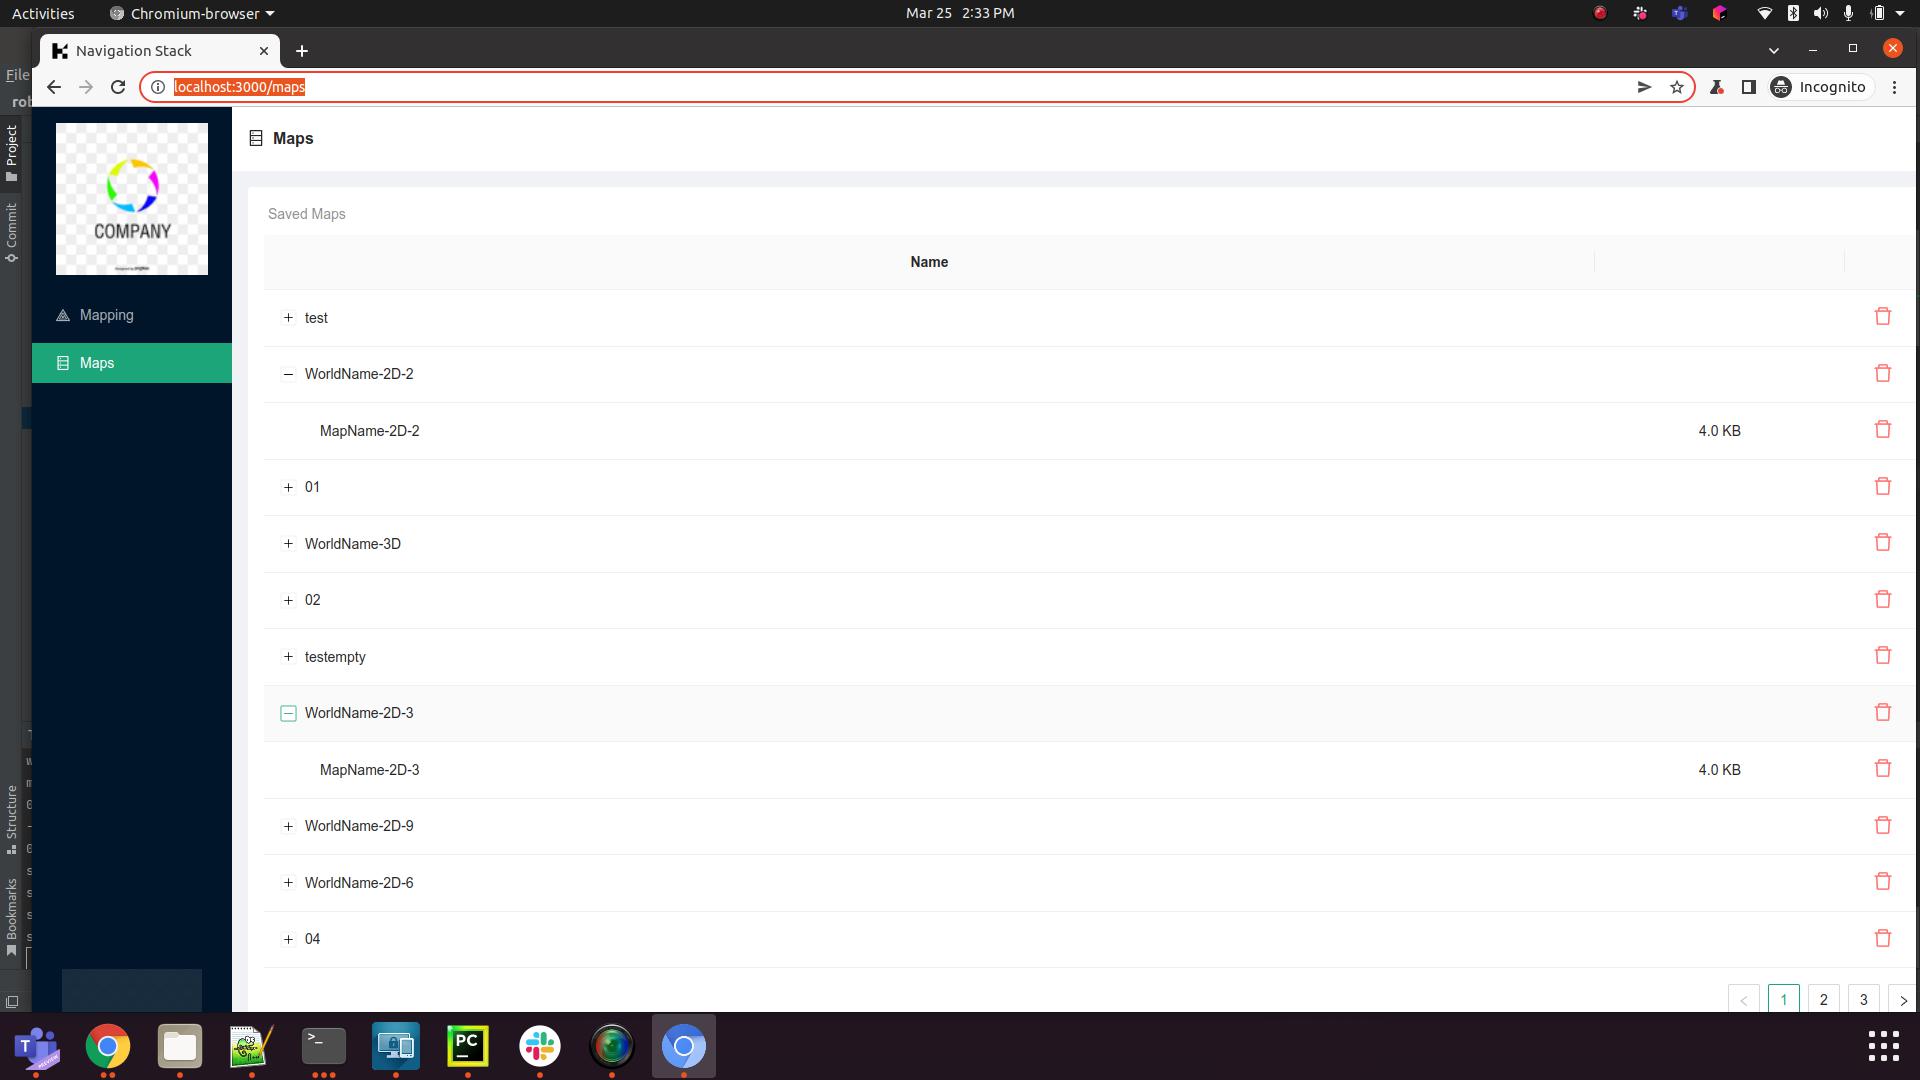 Activities Chromium-browser Mar 25 2:33 PM
Navigation Stack
File
localhost:3000/maps Incognito
Project
Commit
Structure
Bookmarks
COMPANY
Mapping
Maps
Maps
Saved Maps
Name
+ test
− WorldName-2D-2
MapName-2D-2 4.0 KB
+ 01
+ WorldName-3D
+ 02
+ testempty
− WorldName-2D-3
MapName-2D-3 4.0 KB
+ WorldName-2D-9
+ WorldName-2D-6
+ 04
< 1 2 3 >
T PREVIEW >_ PC